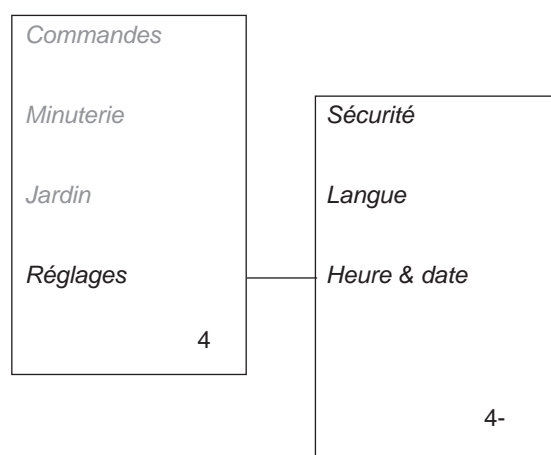 Commandes
Minuterie
Jardin
Réglages
4
Sécurité
Langue
Heure & date
4-